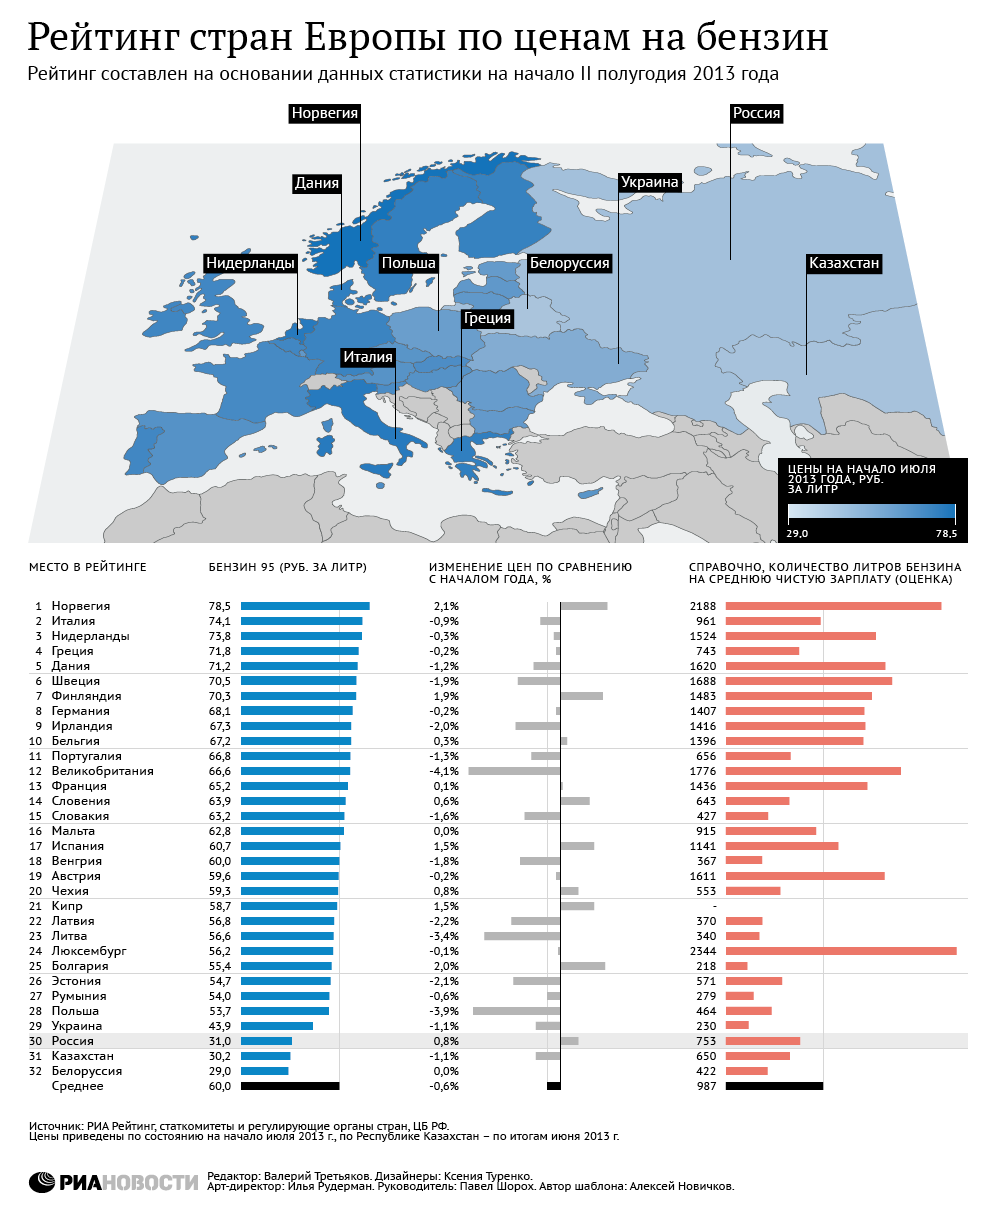 Рейтинг стран Европы по ценам на бензин
Рейтинг составлен на основании данных статистики на начало II полугодия 2013 года
Норвегия
Россия
Дания
Украина
Нидерланды
Польша
Белоруссия
Казахстан
Греция
Италия
ЦЕНЫ НА НАЧАЛО ИЮЛЯ
2013 ГОДА, РУБ.
ЗА ЛИТР
29,0 78,5
МЕСТО В РЕЙТИНГЕ
БЕНЗИН 95 (РУБ. ЗА ЛИТР)
ИЗМЕНЕНИЕ ЦЕН ПО СРАВНЕНИЮ
С НАЧАЛОМ ГОДА, %
СПРАВОЧНО, КОЛИЧЕСТВО ЛИТРОВ БЕНЗИНА
НА СРЕДНЮЮ ЧИСТУЮ ЗАРПЛАТУ (ОЦЕНКА)
1 Норвегия 78,5 2,1% 2188
2 Италия 74,1 -0,9% 961
3 Нидерланды 73,8 -0,3% 1524
4 Греция 71,8 -0,2% 743
5 Дания 71,2 -1,2% 1620
6 Швеция 70,5 -1,9% 1688
7 Финляндия 70,3 1,9% 1483
8 Германия 68,1 -0,2% 1407
9 Ирландия 67,3 -2,0% 1416
10 Бельгия 67,2 0,3% 1396
11 Португалия 66,8 -1,3% 656
12 Великобритания 66,6 -4,1% 1776
13 Франция 65,2 0,1% 1436
14 Словения 63,9 0,6% 643
15 Словакия 63,2 -1,6% 427
16 Мальта 62,8 0,0% 915
17 Испания 60,7 1,5% 1141
18 Венгрия 60,0 -1,8% 367
19 Австрия 59,6 -0,2% 1611
20 Чехия 59,3 0,8% 553
21 Кипр 58,7 1,5% -
22 Латвия 56,8 -2,2% 370
23 Литва 56,6 -3,4% 340
24 Люксембург 56,2 -0,1% 2344
25 Болгария 55,4 2,0% 218
26 Эстония 54,7 -2,1% 571
27 Румыния 54,0 -0,6% 279
28 Польша 53,7 -3,9% 464
29 Украина 43,9 -1,1% 230
30 Россия 31,0 0,8% 753
31 Казахстан 30,2 -1,1% 650
32 Белоруссия 29,0 0,0% 422
Среднее 60,0 -0,6% 987
Источник: РИА Рейтинг, статкомитеты и регулирующие органы стран, ЦБ РФ.
Цены приведены по состоянию на начало июля 2013 г., по Республике Казахстан – по итогам июня 2013 г.
РИАНОВОСТИ
Редактор: Валерий Третьяков. Дизайнеры: Ксения Туренко.
Арт-директор: Илья Рудерман. Руководитель: Павел Шорох. Автор шаблона: Алексей Новичков.